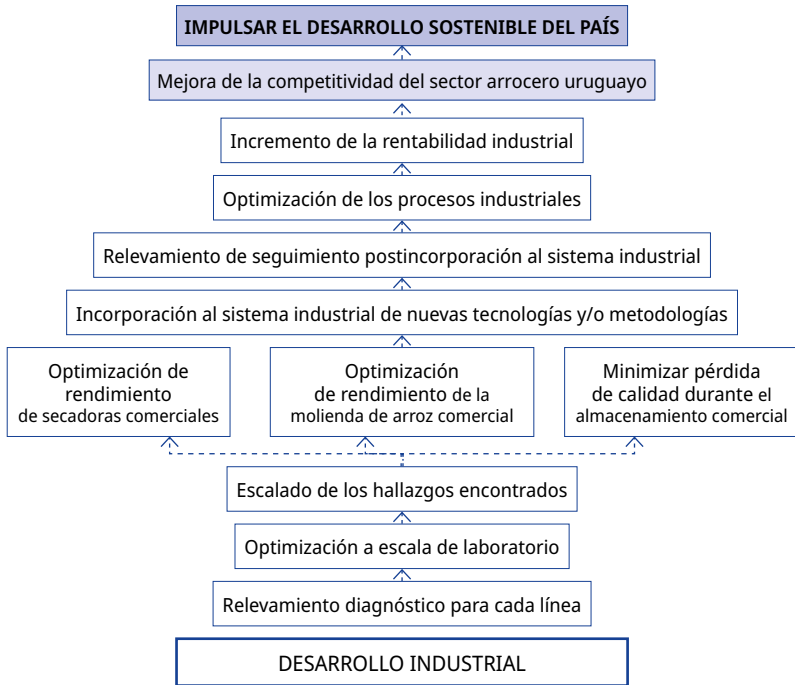 IMPULSAR EL DESARROLLO SOSTENIBLE DEL PAÍS
Mejora de la competitividad del sector arrocero uruguayo
Incremento de la rentabilidad industrial
Optimización de los procesos industriales
Relevamiento de seguimiento postincorporación al sistema industrial
Incorporación al sistema industrial de nuevas tecnologías y/o metodologías
Optimización de
rendimiento
de secadoras comerciales
Optimización
de rendimiento de la
molienda de arroz comercial
Minimizar pérdida
de calidad durante el
almacenamiento comercial
Escalado de los hallazgos encontrados
Optimización a escala de laboratorio
Relevamiento diagnóstico para cada línea
DESARROLLO INDUSTRIAL